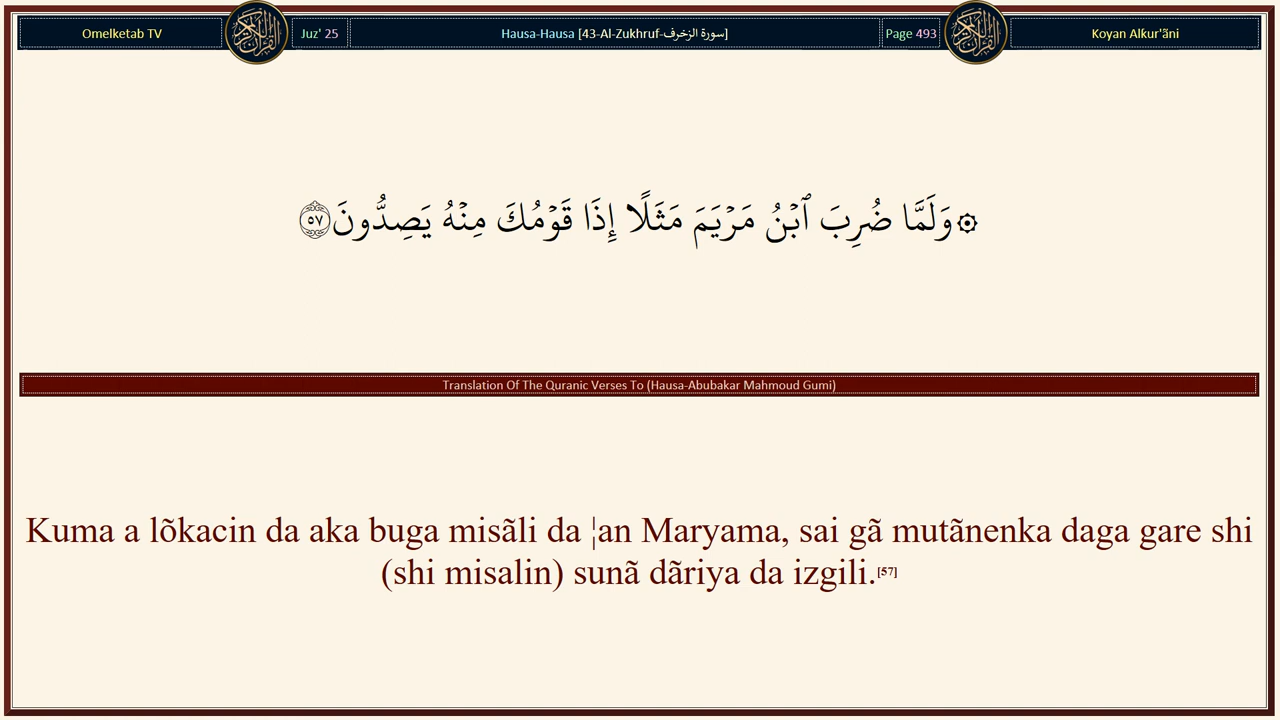 Omelketab TV
Juz' 25
Hausa-Hausa [43-Al-Zukhruf-سورة الزخرف]
Page 493
Koyan Alƙur'ãni
۞وَلَمَّا ضُرِبَ ٱبۡنُ مَرۡيَمَ مَثَلًا إِذَا قَوۡمُكَ مِنۡهُ يَصِدُّونَ ٥٧
Translation Of The Quranic Verses To (Hausa-Abubakar Mahmoud Gumi)
Kuma a lõkacin da aka buga misãli da ¦an Maryama, sai gã mutãnenka daga gare shi
(shi misalin) sunã dãriya da izgili.[57]